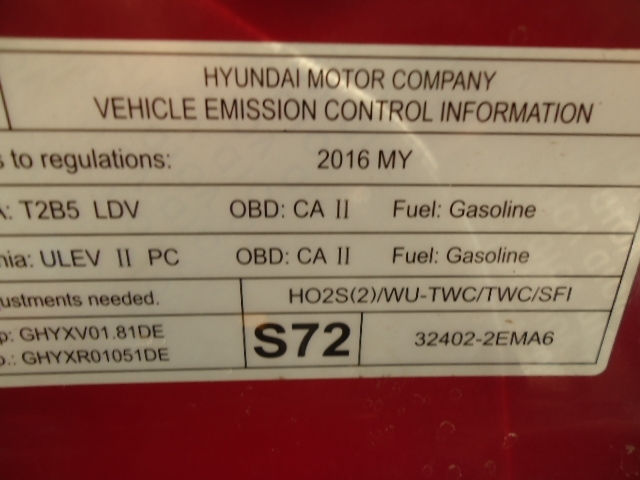 HYUNDAI MOTOR COMPANY
VEHICLE EMISSION CONTROL INFORMATION
s to regulations: 2016 MY
A: T2B5 LDV OBD: CA II Fuel: Gasoline
nia: ULEV II PC OBD: CA II Fuel: Gasoline
justments needed. HO2S(2)/WU-TWC/TWC/SFI
p: GHYXV01.81DE
o.: GHYXR01051DE
S72
32402-2EMA6